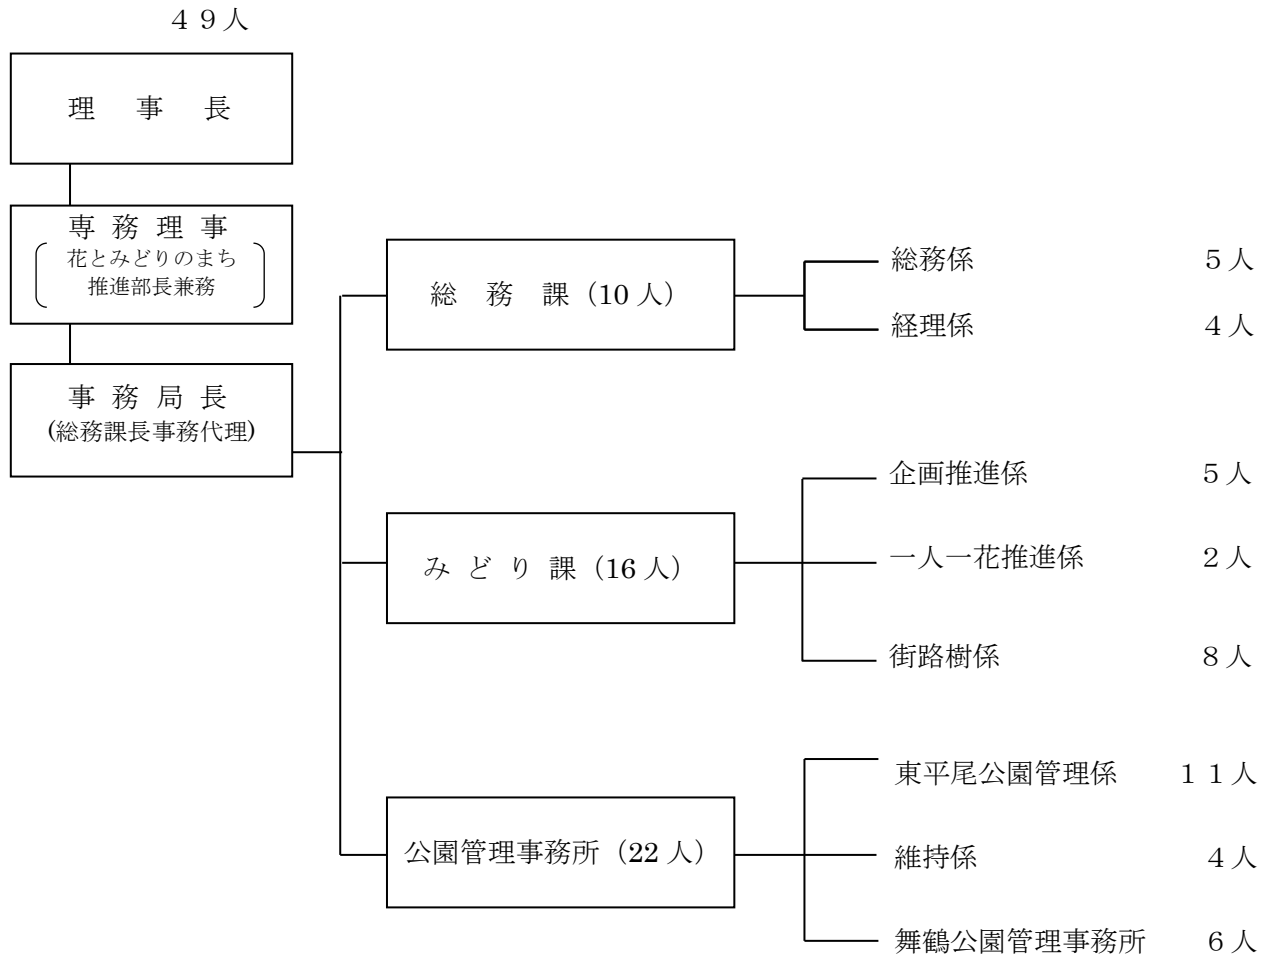 ４９人
理 事 長
専 務 理 事
花とみどりのまち
推進部長兼務
事 務 局 長
(総務課長事務代理)
総 務 課（10 人）
総務係 ５人
経理係 ４人
みどり課（16 人）
企画推進係 ５人
一人一花推進係 ２人
街路樹係 ８人
公園管理事務所（22 人）
東平尾公園管理係 １１人
維持係 ４人
舞鶴公園管理事務所 ６人